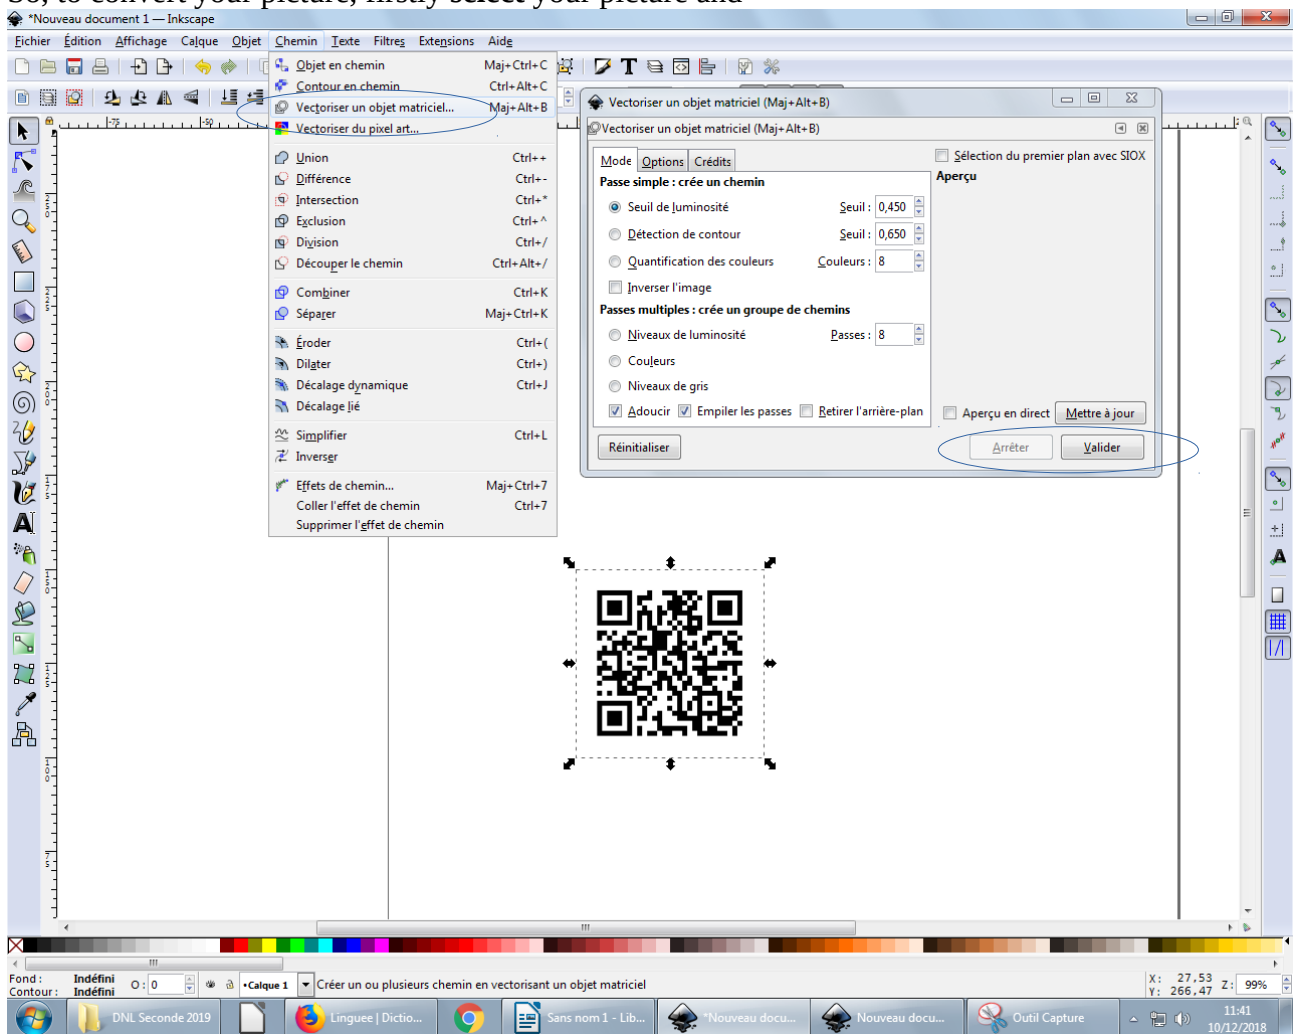 So, to convert your picture, firstly select your picture and
*Nouveau document 1 — Inkscape
Fichier Édition Affichage Calque Objet Chemin Texte Filtres Extensions Aide
Objet en chemin Maj+Ctrl+C
Contour en chemin Ctrl+Alt+C
Vectoriser un objet matriciel... Maj+Alt+B
Vectoriser du pixel art...
Union Ctrl++
Différence Ctrl+-
Intersection Ctrl+*
Exclusion Ctrl+^
Division Ctrl+/
Découper le chemin Ctrl+Alt+/
Combiner Ctrl+K
Séparer Maj+Ctrl+K
Éroder Ctrl+(
Dilater Ctrl+)
Décalage dynamique Ctrl+J
Décalage lié
Simplifier Ctrl+L
Inverser
Effets de chemin... Maj+Ctrl+7
Coller l'effet de chemin Ctrl+7
Supprimer l'effet de chemin
Vectoriser un objet matriciel (Maj+Alt+B)
Vectoriser un objet matriciel (Maj+Alt+B)
Mode Options Crédits
Sélection du premier plan avec SIOX
Aperçu
Passe simple : crée un chemin
Seuil de luminosité Seuil : 0,450
Détection de contour Seuil : 0,650
Quantification des couleurs Couleurs : 8
Inverser l'image
Passes multiples : crée un groupe de chemins
Niveaux de luminosité Passes : 8
Couleurs
Niveaux de gris
Adoucir Empiler les passes Retirer l'arrière-plan
Aperçu en direct Mettre à jour
Réinitialiser Arrêter Valider
Fond : Indéfini
Contour : Indéfini
O : 0
•Calque 1
Créer un ou plusieurs chemin en vectorisant un objet matriciel
X: 27,53
Y: 266,47
Z: 99%
DNL Seconde 2019
Linguee | Dictio...
Sans nom 1 - Lib...
*Nouveau docu...
Nouveau docu...
Outil Capture
11:41
10/12/2018